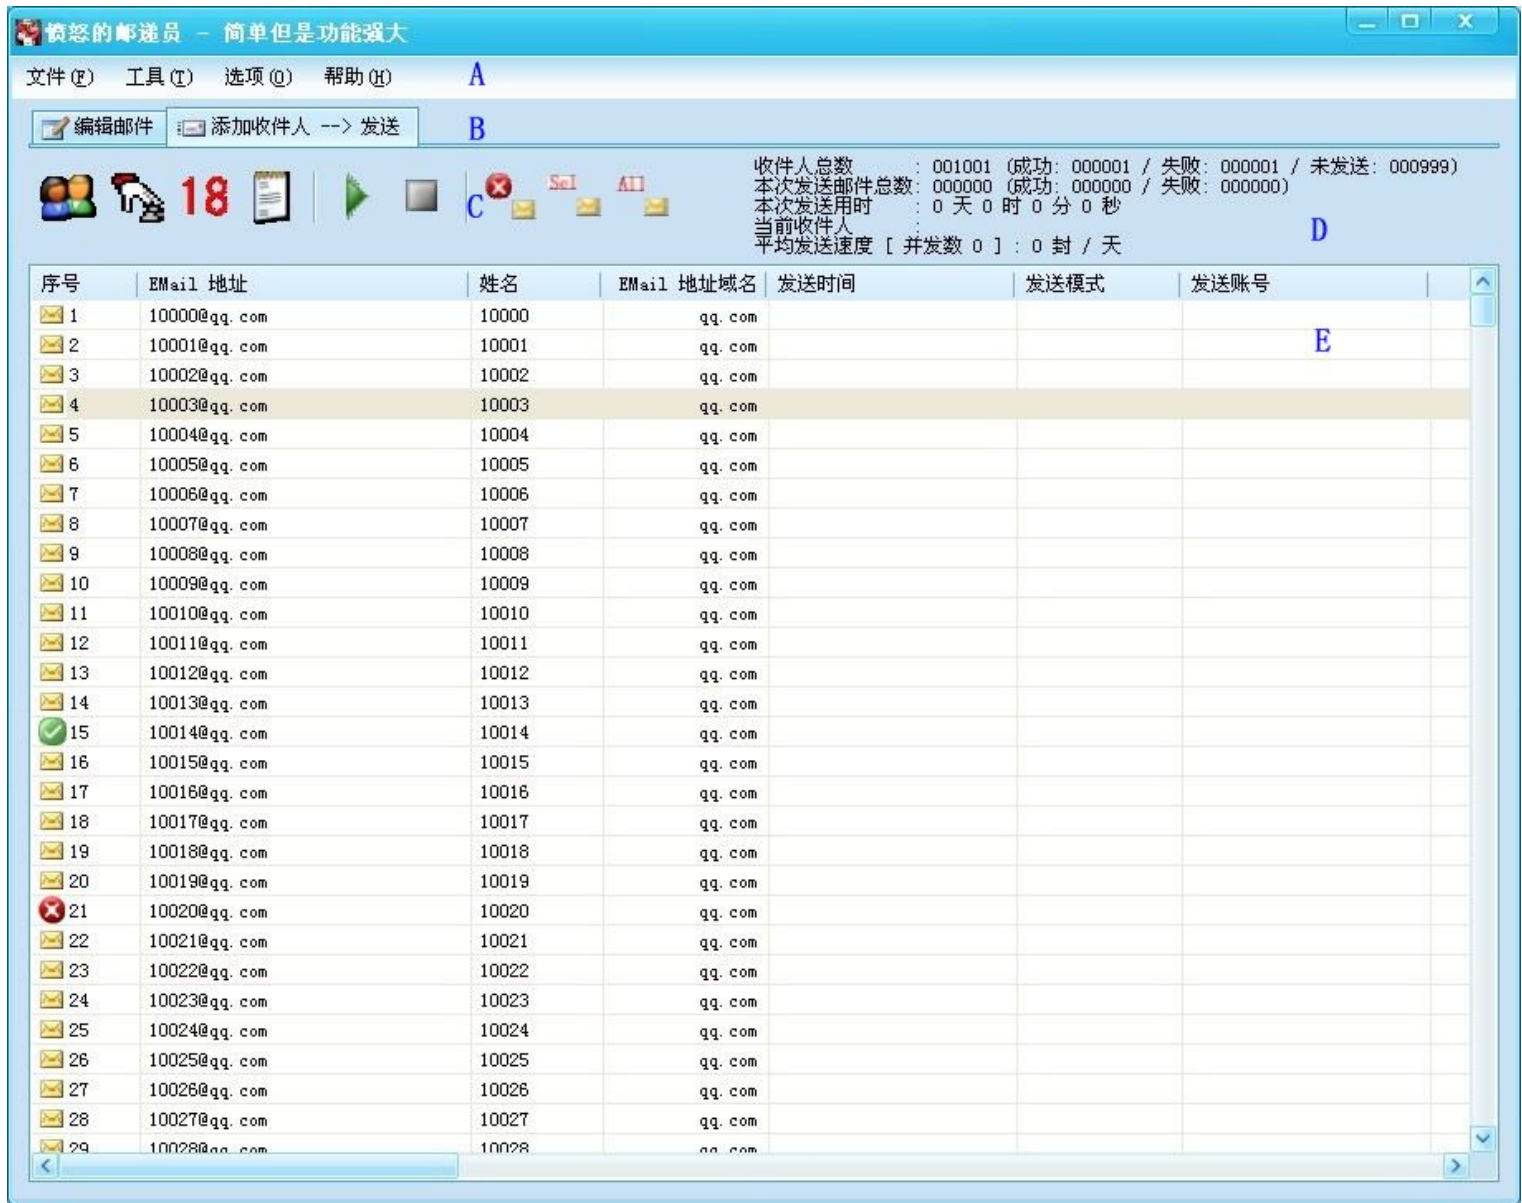 愤怒的邮递员 - 简单但是功能强大
文件(F) 工具(T) 选项(O) 帮助(H) A
编辑邮件 添加收件人 --> 发送 B
18 C Sel All
收件人总数 : 001001 (成功: 000001 / 失败: 000001 / 未发送: 000999)
本次发送邮件总数: 000000 (成功: 000000 / 失败: 000000)
本次发送用时 : 0 天 0 时 0 分 0 秒
当前收件人 :
平均发送速度 [ 并发数 0 ] : 0 封 / 天
D
序号 EMail 地址 姓名 EMail 地址域名 发送时间 发送模式 发送账号
1 10000@qq.com 10000 qq.com
2 10001@qq.com 10001 qq.com E
3 10002@qq.com 10002 qq.com
4 10003@qq.com 10003 qq.com
5 10004@qq.com 10004 qq.com
6 10005@qq.com 10005 qq.com
7 10006@qq.com 10006 qq.com
8 10007@qq.com 10007 qq.com
9 10008@qq.com 10008 qq.com
10 10009@qq.com 10009 qq.com
11 10010@qq.com 10010 qq.com
12 10011@qq.com 10011 qq.com
13 10012@qq.com 10012 qq.com
14 10013@qq.com 10013 qq.com
15 10014@qq.com 10014 qq.com
16 10015@qq.com 10015 qq.com
17 10016@qq.com 10016 qq.com
18 10017@qq.com 10017 qq.com
19 10018@qq.com 10018 qq.com
20 10019@qq.com 10019 qq.com
21 10020@qq.com 10020 qq.com
22 10021@qq.com 10021 qq.com
23 10022@qq.com 10022 qq.com
24 10023@qq.com 10023 qq.com
25 10024@qq.com 10024 qq.com
26 10025@qq.com 10025 qq.com
27 10026@qq.com 10026 qq.com
28 10027@qq.com 10027 qq.com
29 10028@qq.com 10028 qq.com